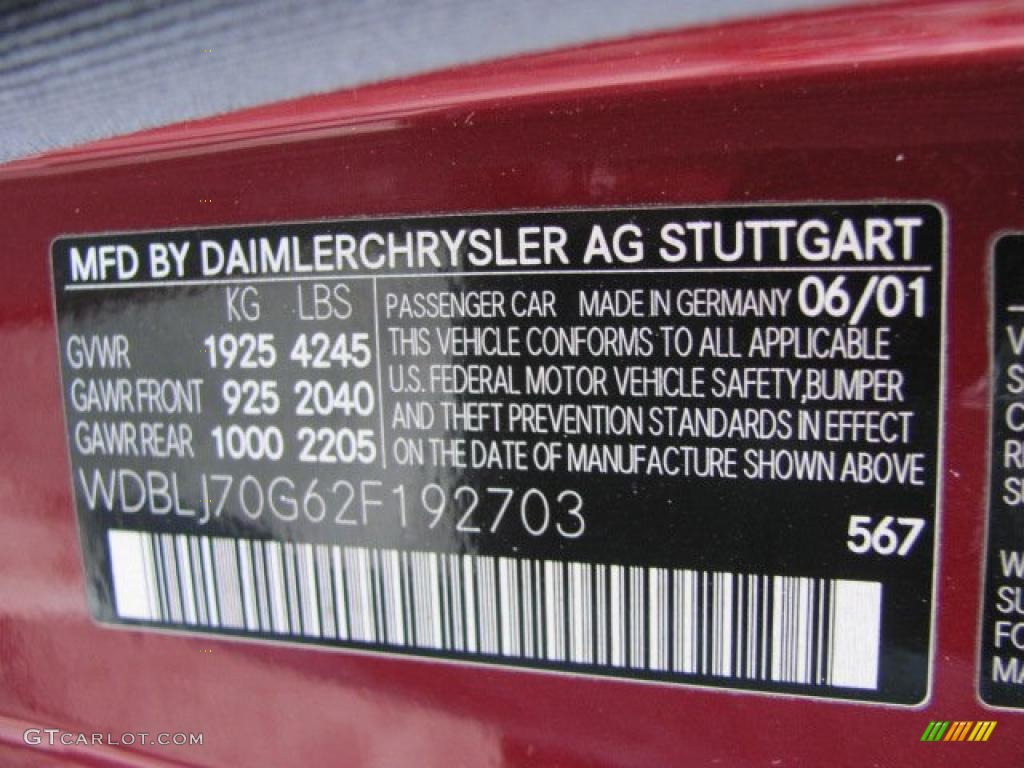 MFD BY DAIMLERCHRYSLER AG STUTTGART
KG LBS
GVWR 1925 4245
GAWR FRONT 925 2040
GAWR REAR 1000 2205
PASSENGER CAR MADE IN GERMANY 06/01
THIS VEHICLE CONFORMS TO ALL APPLICABLE
U.S. FEDERAL MOTOR VEHICLE SAFETY,BUMPER
AND THEFT PREVENTION STANDARDS IN EFFECT
ON THE DATE OF MANUFACTURE SHOWN ABOVE
WDBLJ70G62F192703
567
GTCARLOT.COM